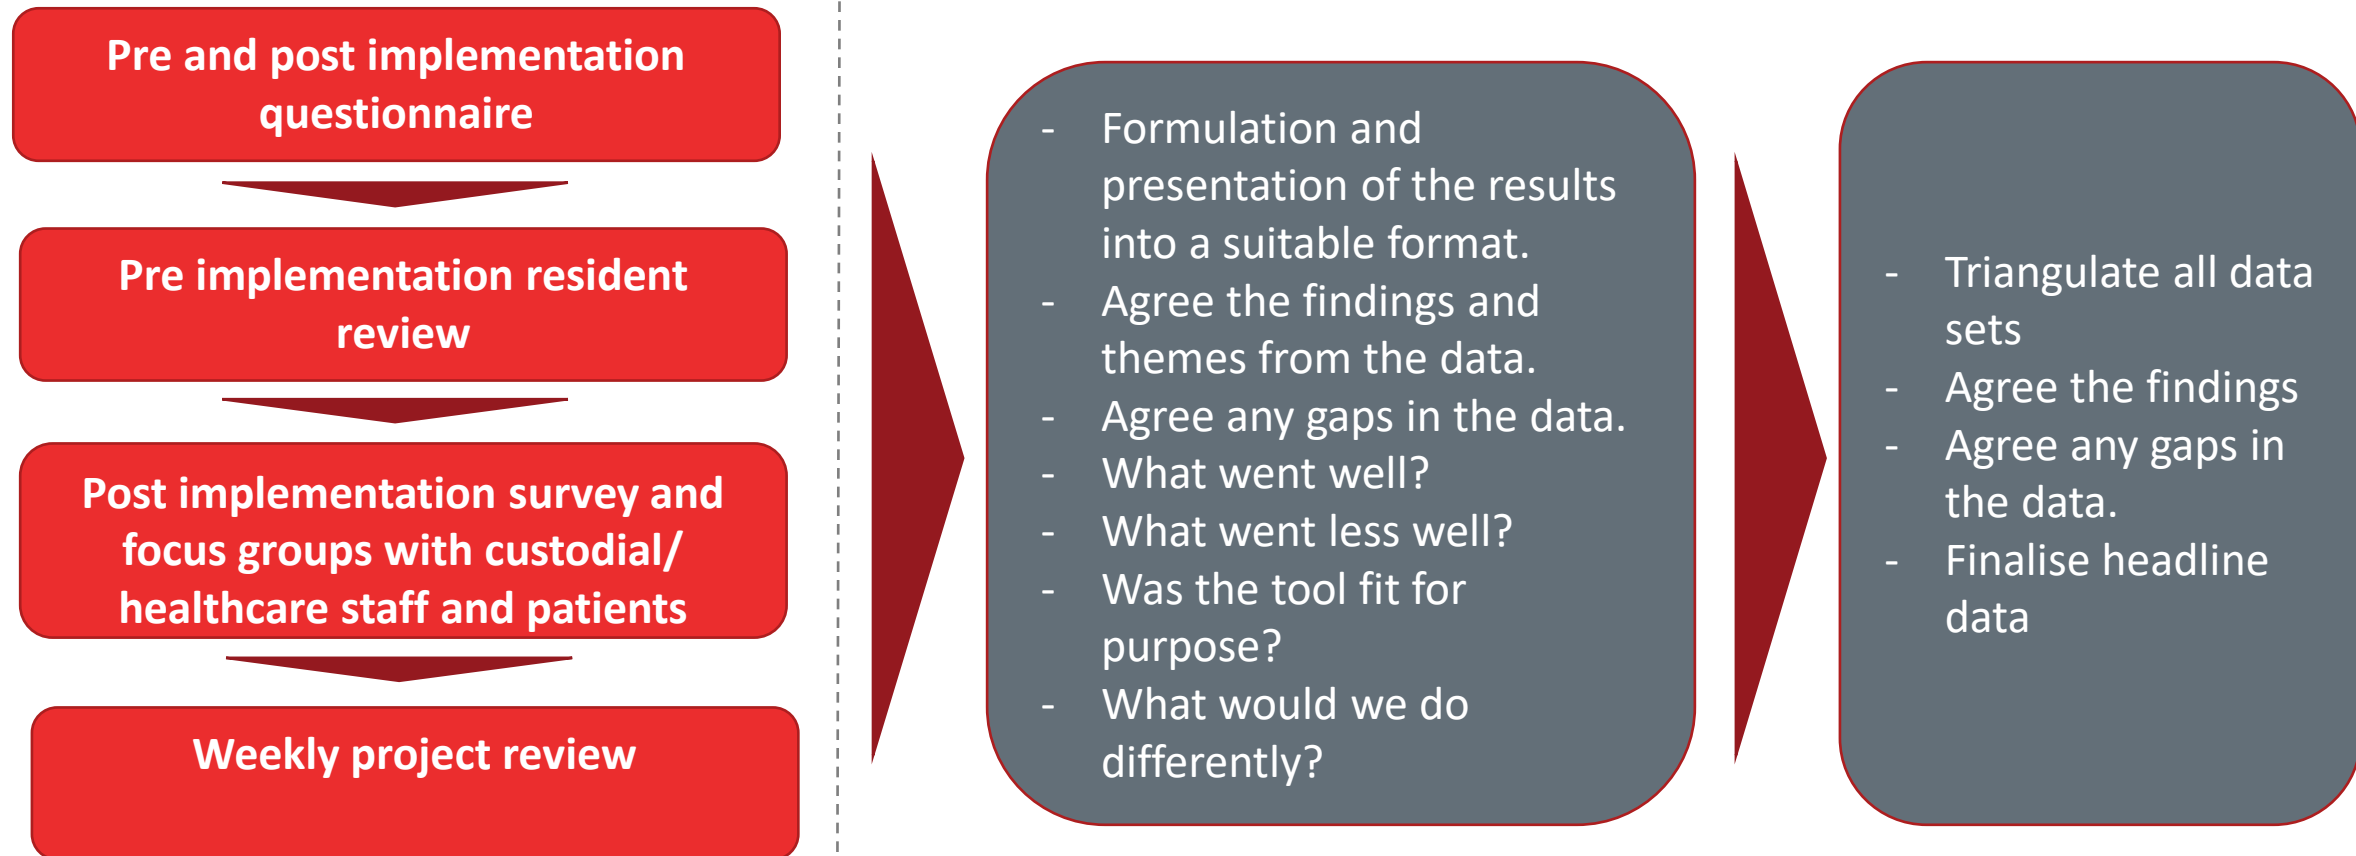 Pre and post implementation
questionnaire
Pre implementation resident
review
Post implementation survey and
focus groups with custodial/
healthcare staff and patients
Weekly project review
- Formulation and
presentation of the results
into a suitable format.
- Agree the findings and
themes from the data.
- Agree any gaps in the data.
- What went well?
- What went less well?
- Was the tool fit for
purpose?
- What would we do
differently?
- Triangulate all data
sets
- Agree the findings
- Agree any gaps in
the data.
- Finalise headline
data